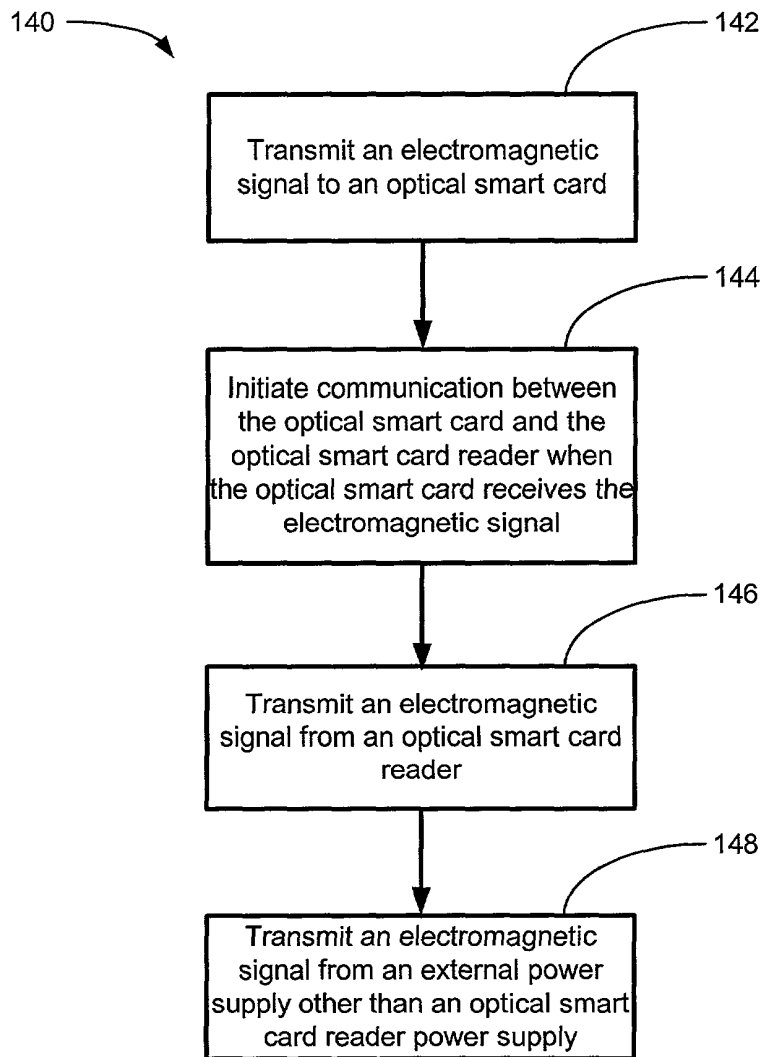 140
142
Transmit an electromagnetic
signal to an optical smart card
144
Initiate communication between
the optical smart card and the
optical smart card reader when
the optical smart card receives the
electromagnetic signal
146
Transmit an electromagnetic
signal from an optical smart card
reader
148
Transmit an electromagnetic
signal from an external power
supply other than an optical smart
card reader power supply